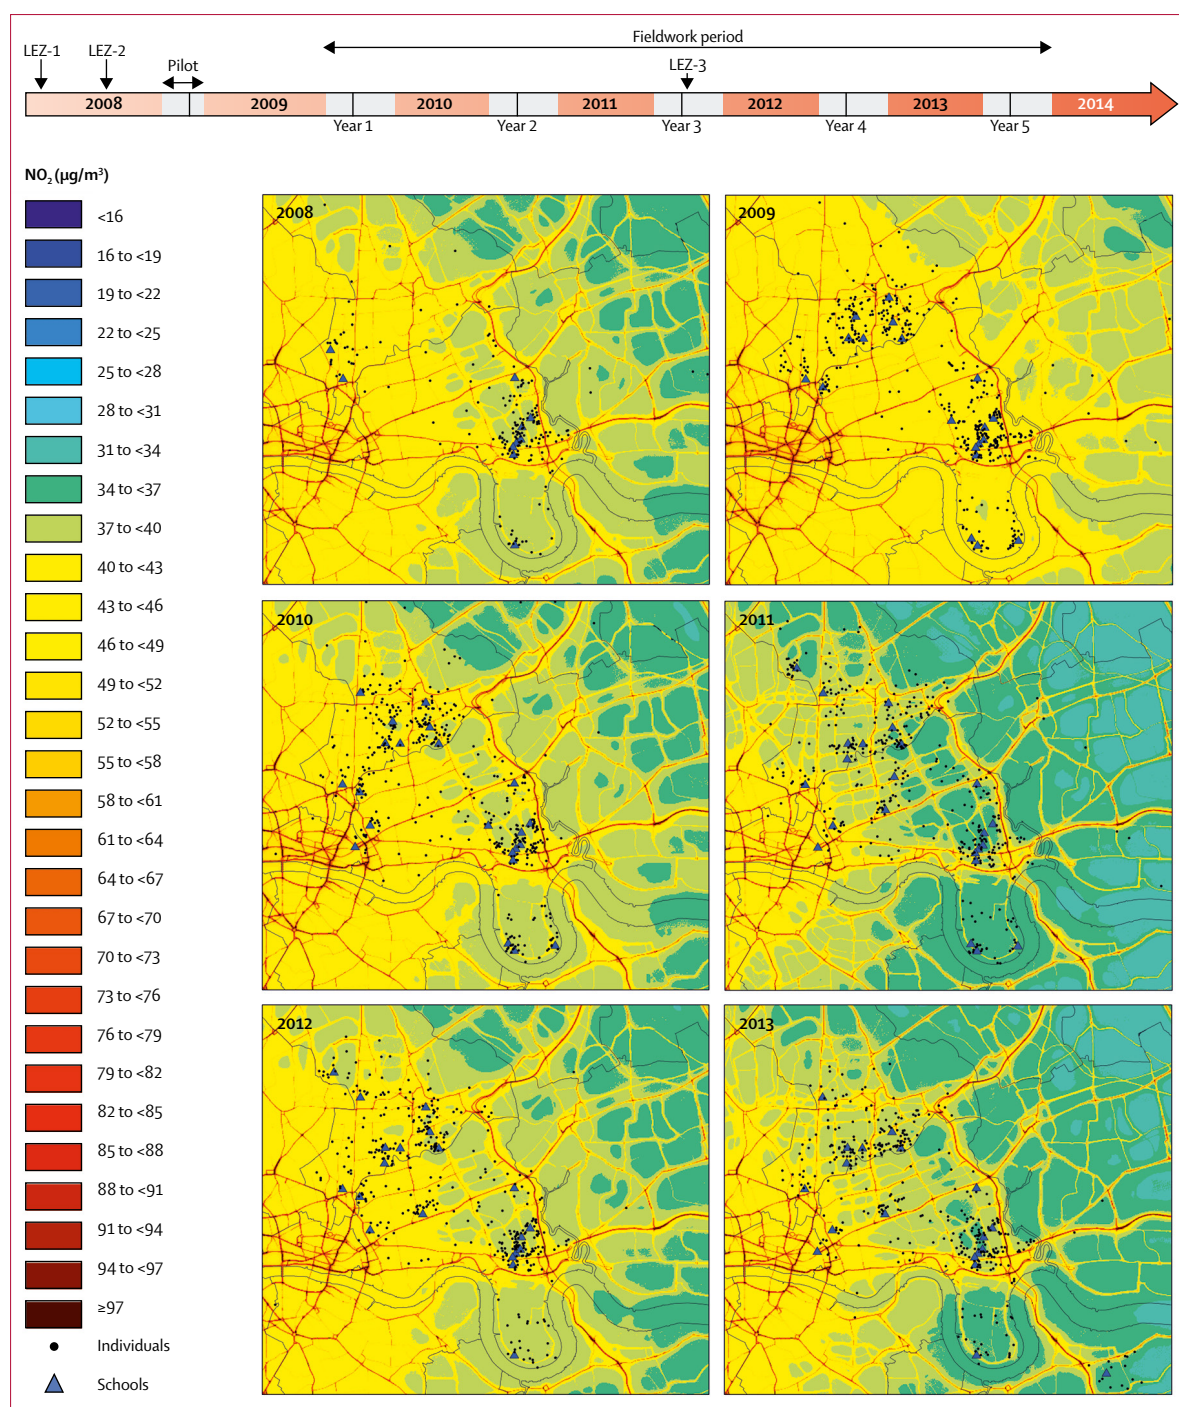 Fieldwork period
LEZ-1
LEZ-2
Pilot
LEZ-3
2008
2009
2010
2011
2012
2013
2014
Year 1
Year 2
Year 3
Year 4
Year 5
NO₂ (µg/m³)
<16
16 to <19
19 to <22
22 to <25
25 to <28
28 to <31
31 to <34
34 to <37
37 to <40
40 to <43
43 to <46
46 to <49
49 to <52
52 to <55
55 to <58
58 to <61
61 to <64
64 to <67
67 to <70
70 to <73
73 to <76
76 to <79
79 to <82
82 to <85
85 to <88
88 to <91
91 to <94
94 to <97
≥97
Individuals
Schools
2008
2009
2010
2011
2012
2013